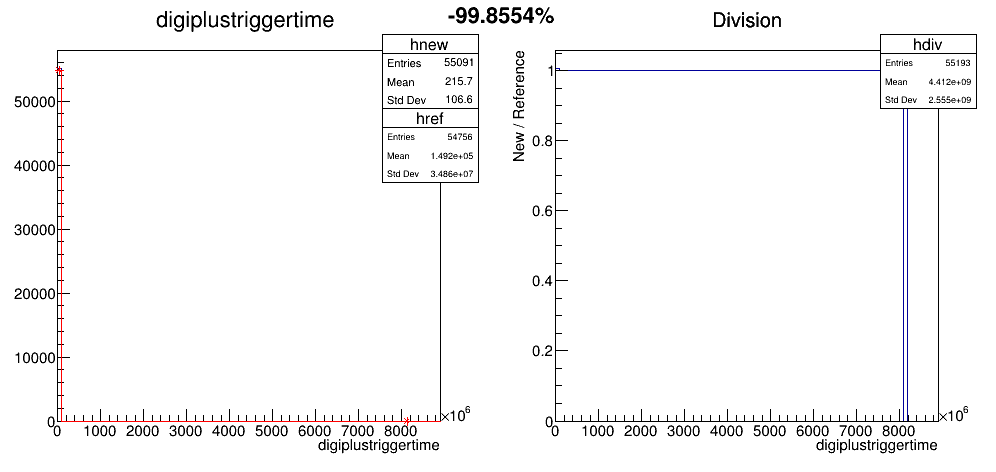 digiplustriggertime
-99.8554%
Division
hnew
Entries 55091
Mean 215.7
Std Dev 106.6
href
Entries 54756
Mean 1.492e+05
Std Dev 3.486e+07
50000
40000
30000
20000
10000
0
0 1000 2000 3000 4000 5000 6000 7000 8000
×10⁶
digiplustriggertime
hdiv
Entries 55193
Mean 4.412e+09
Std Dev 2.555e+09
New / Reference
1
0.8
0.6
0.4
0.2
0
0 1000 2000 3000 4000 5000 6000 7000 8000
×10⁶
digiplustriggertime